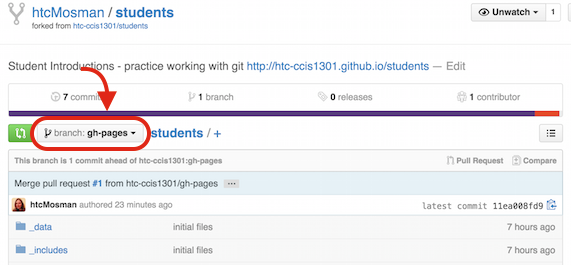 htcMosman / students
forked from htc-ccis1301/students
Unwatch 1
Student Introductions - practice working with git http://htc-ccis1301.github.io/students — Edit
7 commi 1 branch 0 releases 1 contributor
branch: gh-pages students / +
This branch is 1 commit ahead of htc-ccis1301:gh-pages Pull Request Compare
Merge pull request #1 from htc-ccis1301/gh-pages ...
htcMosman authored 23 minutes ago latest commit 11ea008fd9
_data initial files 7 hours ago
_includes initial files 7 hours ago